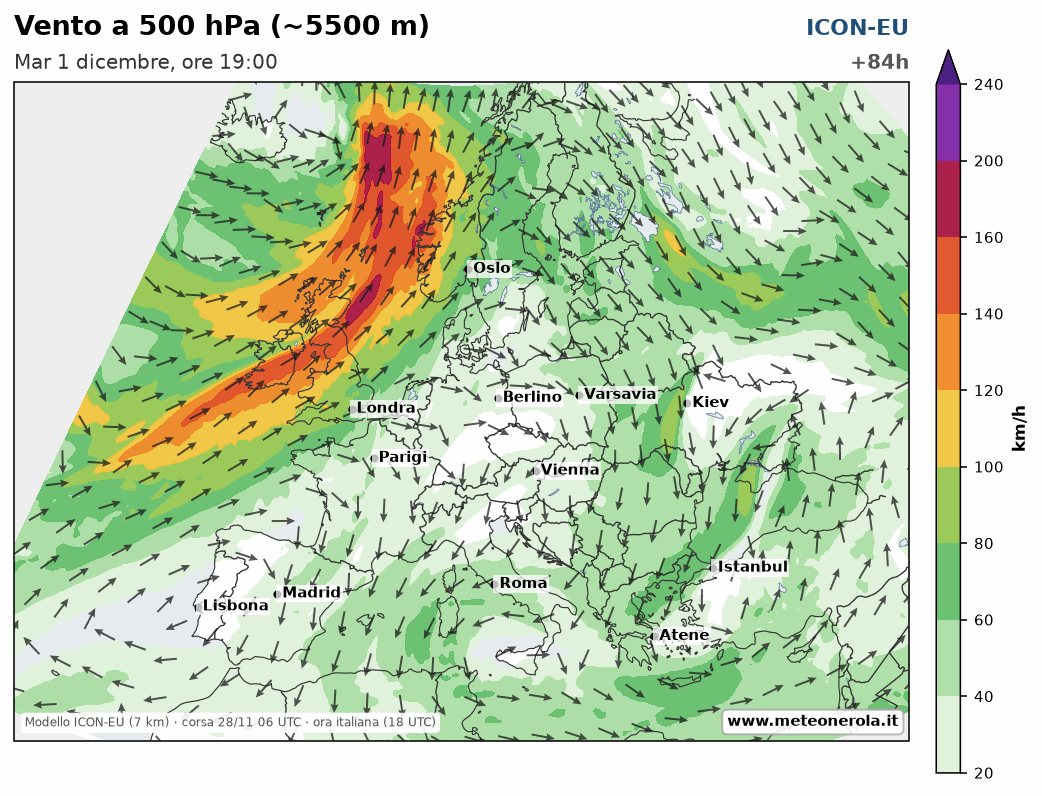 Vento a 500 hPa (~5500 m)
ICON-EU
Mar 1 dicembre, ore 19:00
+84h
240
200
160
140
120
100
80
60
40
20
km/h
Oslo
Berlino
Varsavia
Kiev
Londra
Parigi
Vienna
Istanbul
Roma
Madrid
Lisbona
Atene
Modello ICON-EU (7 km) · corsa 28/11 06 UTC · ora italiana (18 UTC)
www.meteonerola.it